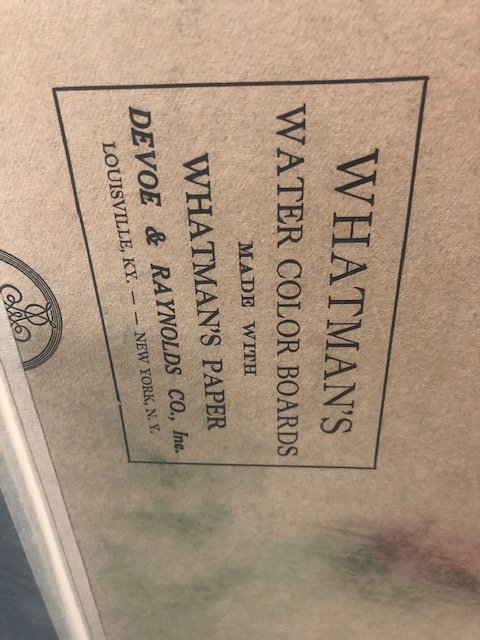 WHATMAN'S
WATER COLOR BOARDS
MADE WITH
WHATMAN'S PAPER
DEVOE & RAYNOLDS CO., Inc.
LOUISVILLE, KY. — — NEW YORK, N. Y.